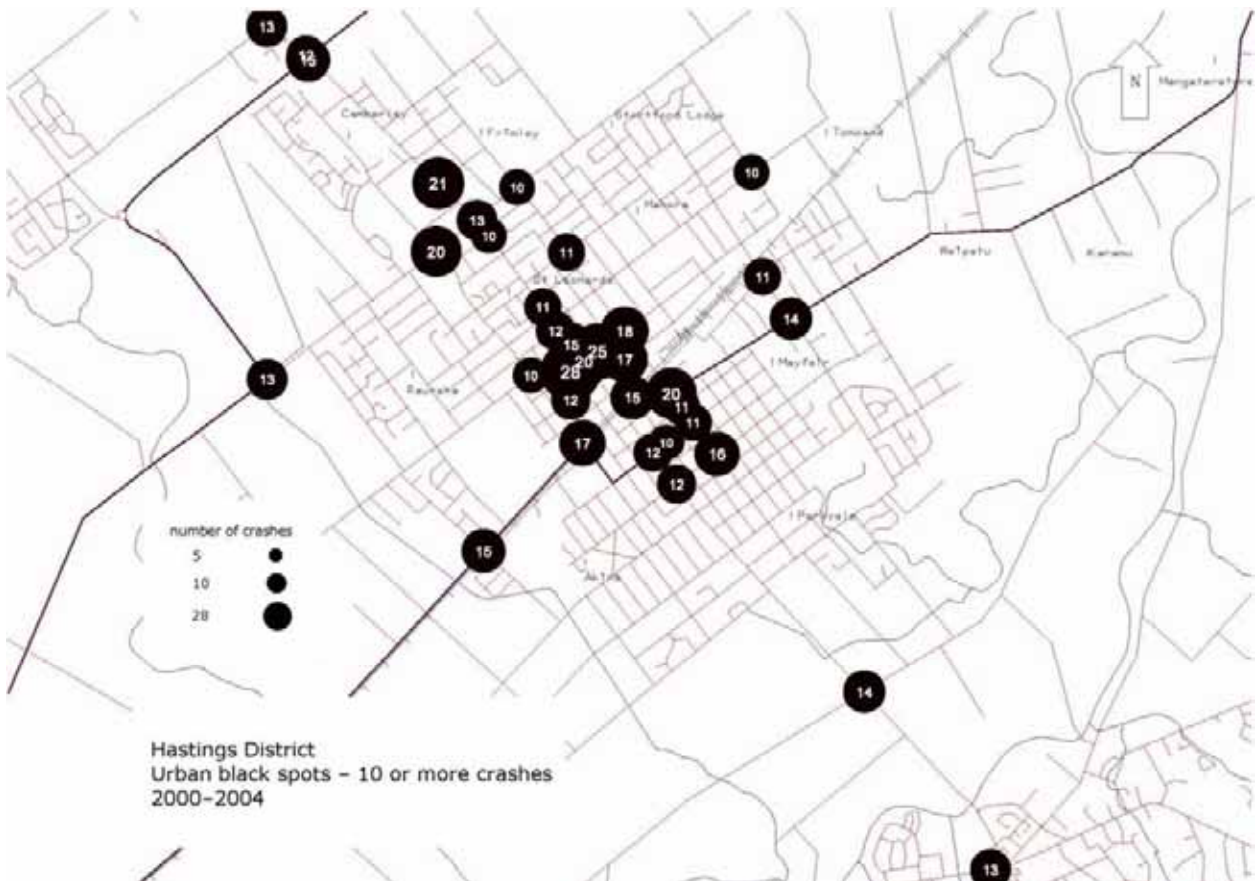 13
15
Camberley
Frimley
Stortford Lodge
Tomoana
N
21
10
10
13
10
Mahora
20
11
St Leonards
11
Karamu
11
12
18
15
25
20
17
28
14
Mayfair
13
Raureka
10
12
15
20
11
11
17
10
12
16
12
Parkvale
15
Akina
number of crashes
5
10
28
14
Hastings District
Urban black spots – 10 or more crashes
2000–2004
13